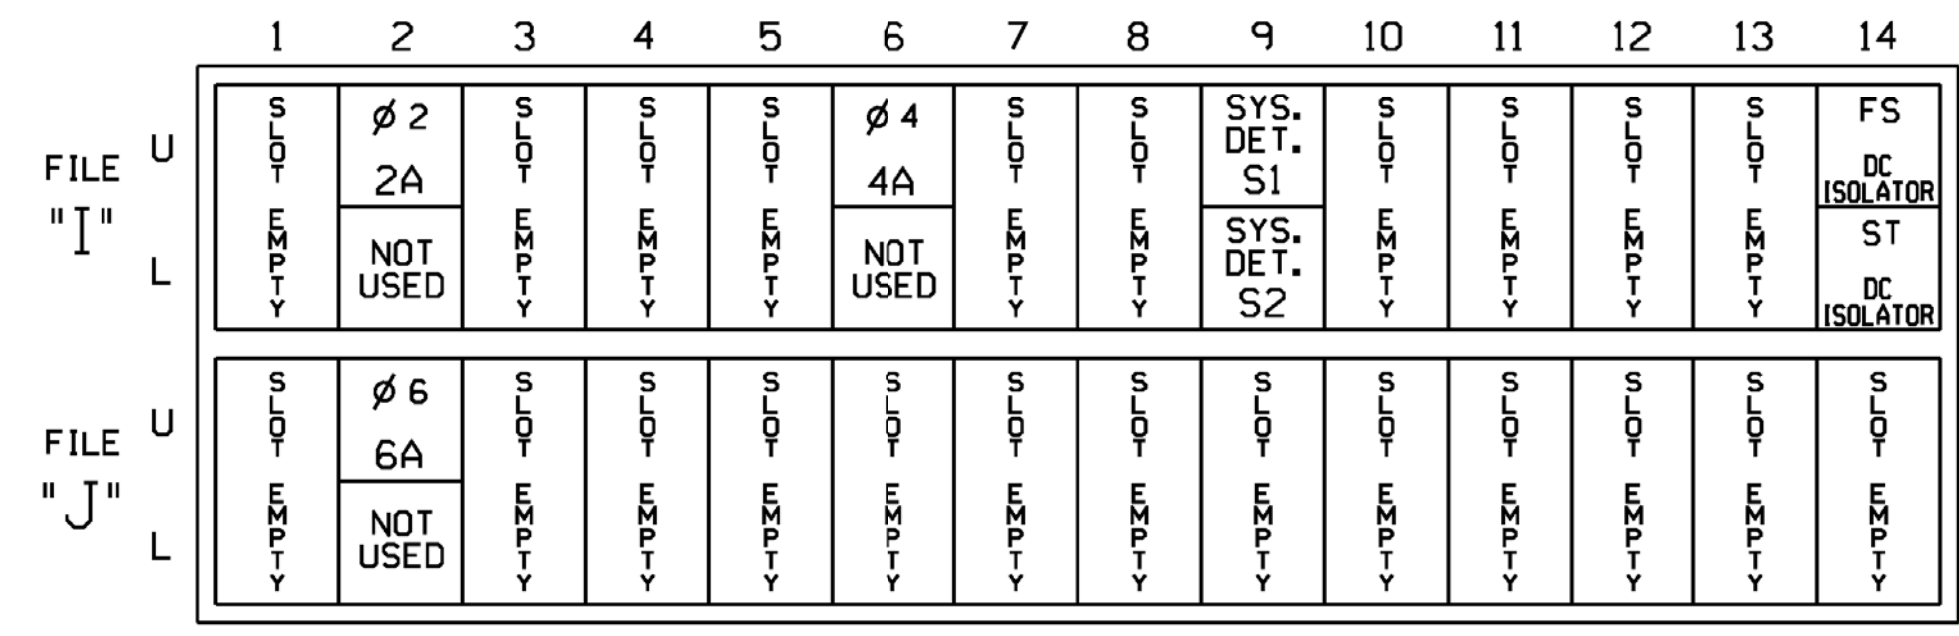 1 2 3 4 5 6 7 8 9 10 11 12 13 14
FILE "I"
U
L
SLOT EMPTY
Ø 2
2A
NOT
USED
SLOT EMPTY
SLOT EMPTY
SLOT EMPTY
Ø 4
4A
NOT
USED
SLOT EMPTY
SLOT EMPTY
SYS.
DET.
S1
SYS.
DET.
S2
SLOT EMPTY
SLOT EMPTY
SLOT EMPTY
SLOT EMPTY
FS
DC
ISOLATOR
ST
DC
ISOLATOR
FILE "J"
U
L
SLOT EMPTY
Ø 6
6A
NOT
USED
SLOT EMPTY
SLOT EMPTY
SLOT EMPTY
SLOT EMPTY
SLOT EMPTY
SLOT EMPTY
SLOT EMPTY
SLOT EMPTY
SLOT EMPTY
SLOT EMPTY
SLOT EMPTY
SLOT EMPTY